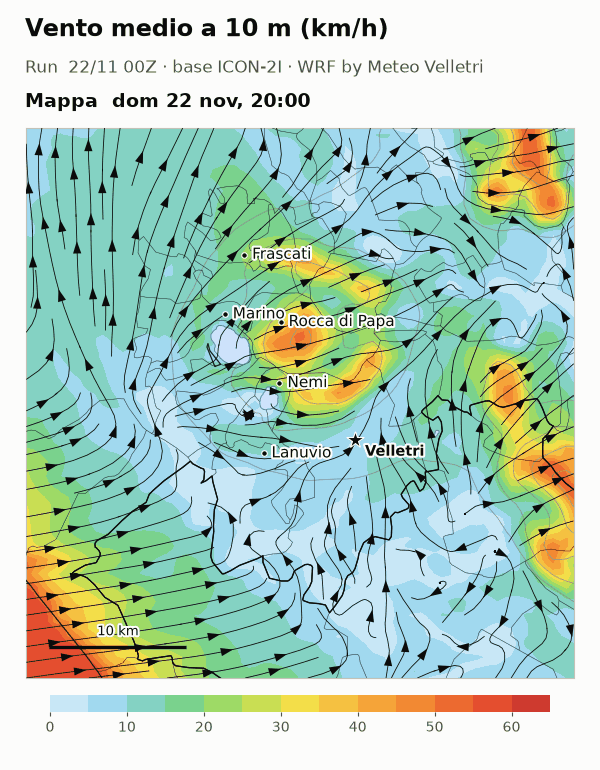 Vento medio a 10 m (km/h)
Run  22/11 00Z · base ICON-2I · WRF by Meteo Velletri
Mappa  dom 22 nov, 20:00
Frascati
Marino
Rocca di Papa
Nemi
Velletri
Lanuvio
10 km
0 10 20 30 40 50 60